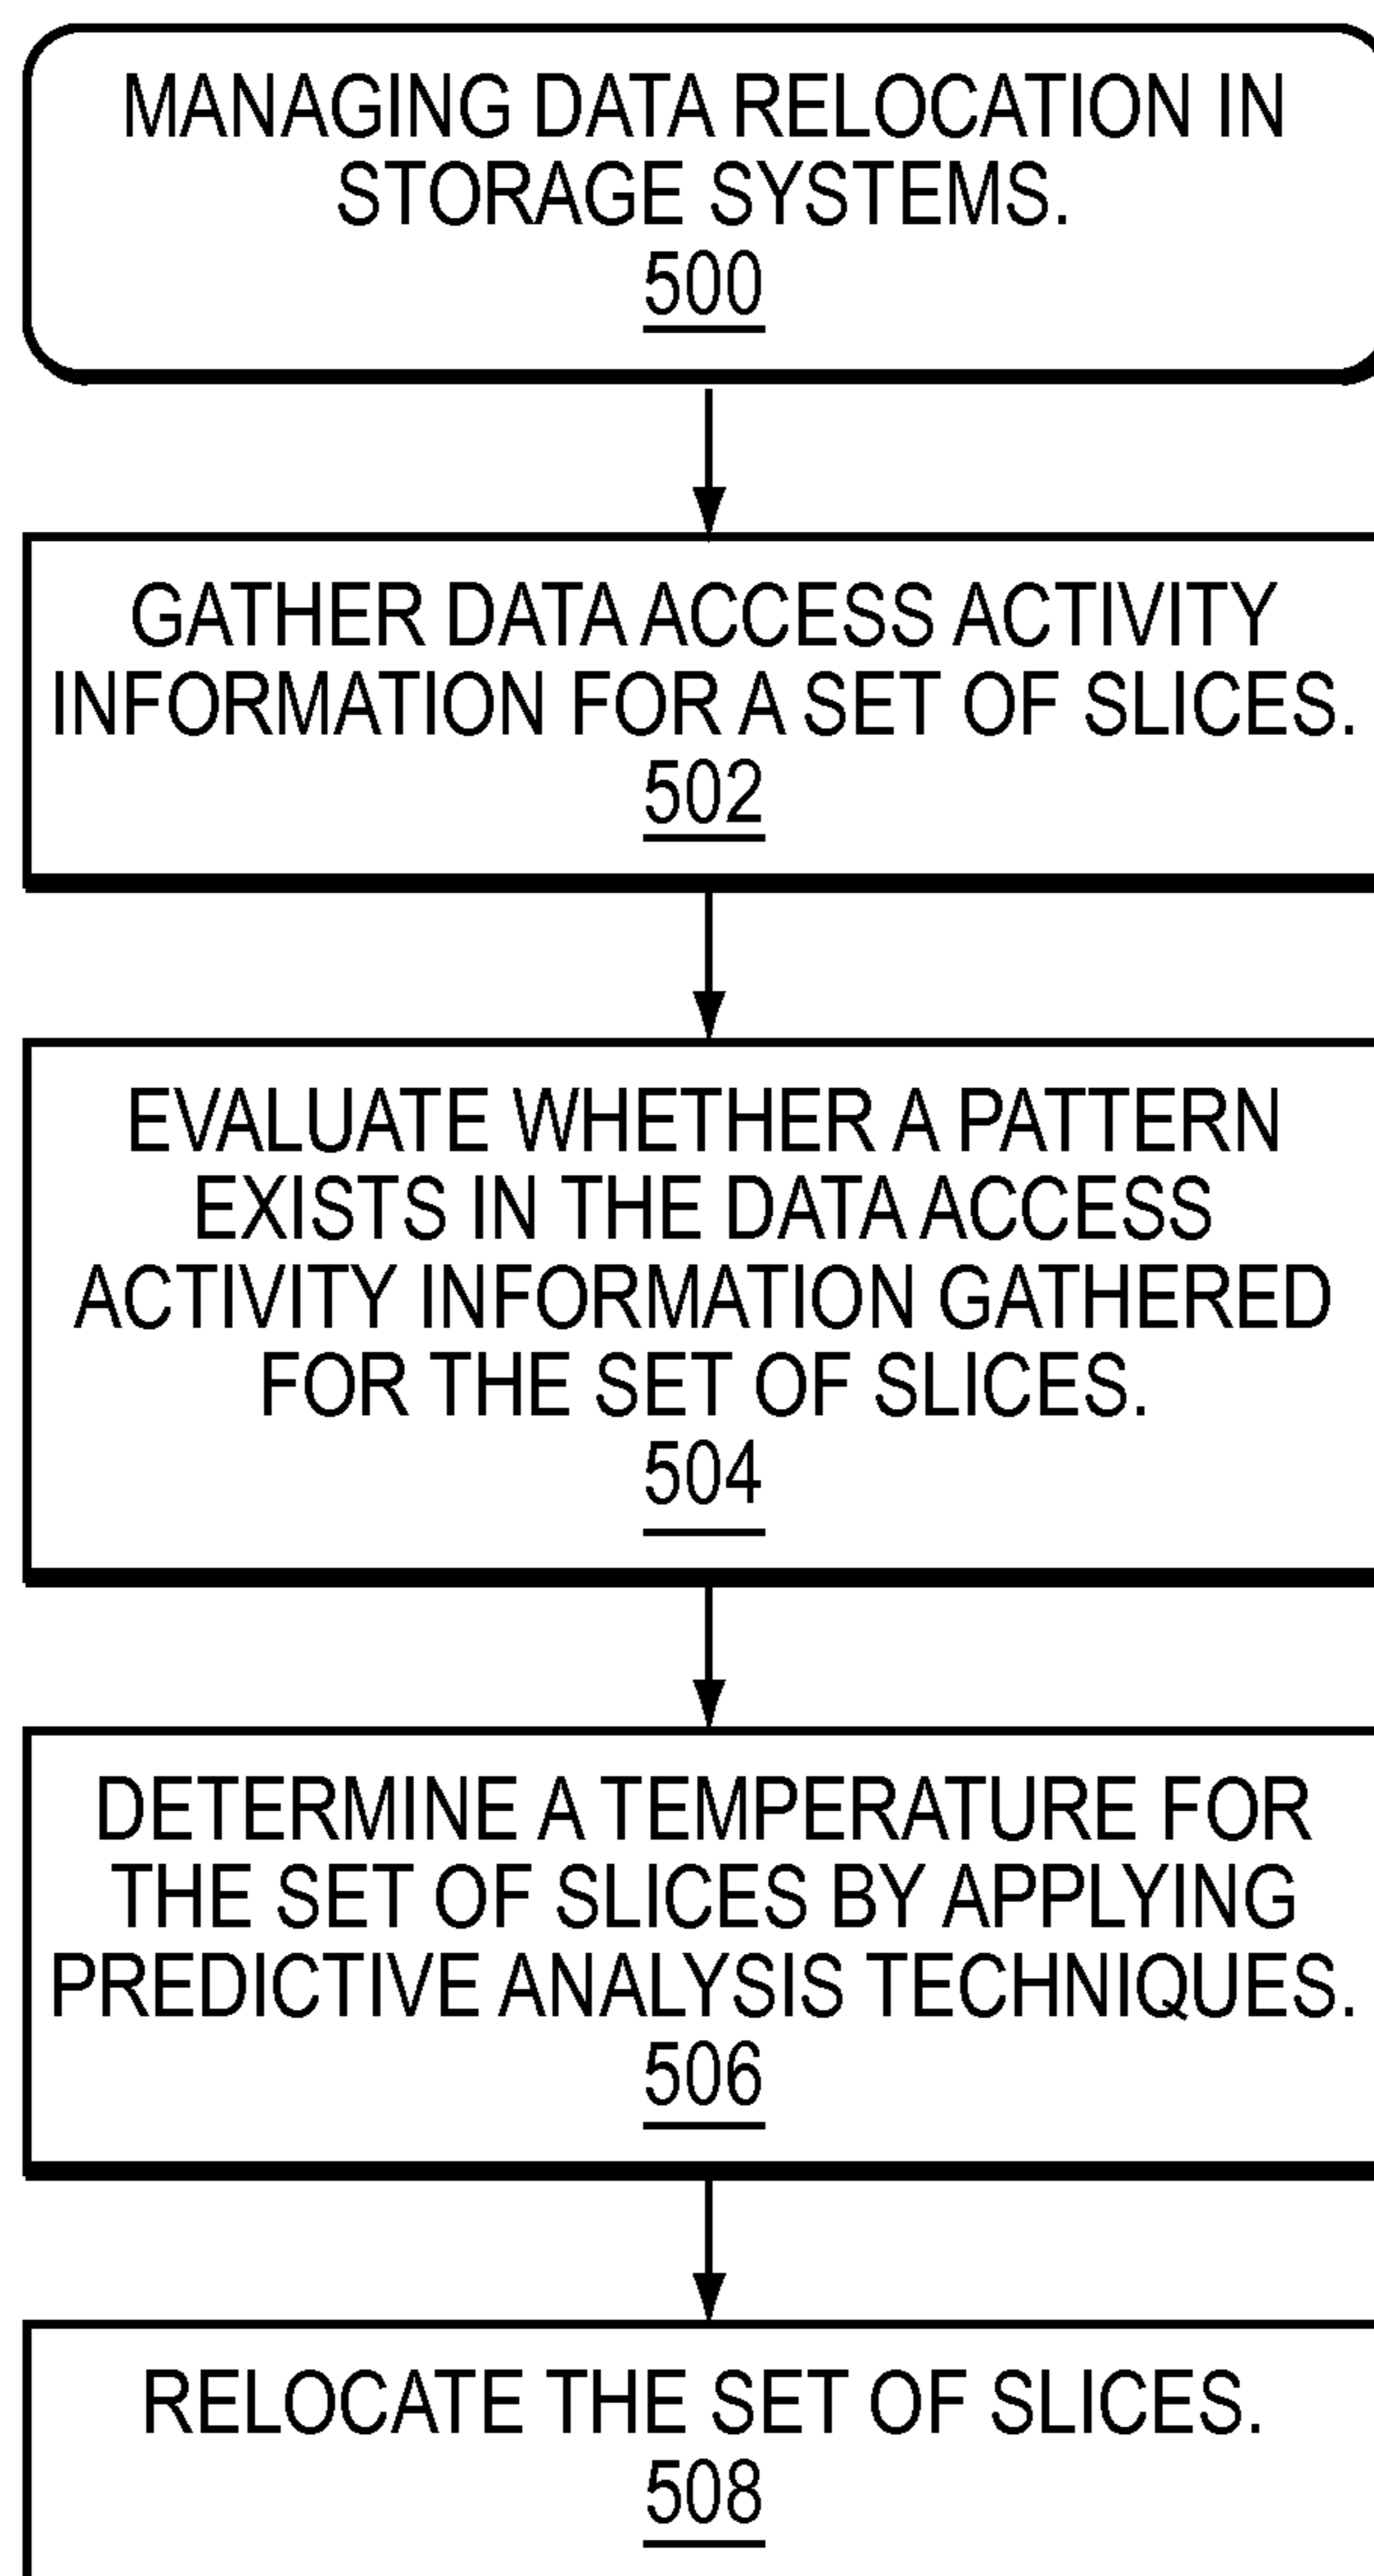 MANAGING DATA RELOCATION IN
STORAGE SYSTEMS.
500
GATHER DATA ACCESS ACTIVITY
INFORMATION FOR A SET OF SLICES.
502
EVALUATE WHETHER A PATTERN
EXISTS IN THE DATA ACCESS
ACTIVITY INFORMATION GATHERED
FOR THE SET OF SLICES.
504
DETERMINE A TEMPERATURE FOR
THE SET OF SLICES BY APPLYING
PREDICTIVE ANALYSIS TECHNIQUES.
506
RELOCATE THE SET OF SLICES.
508